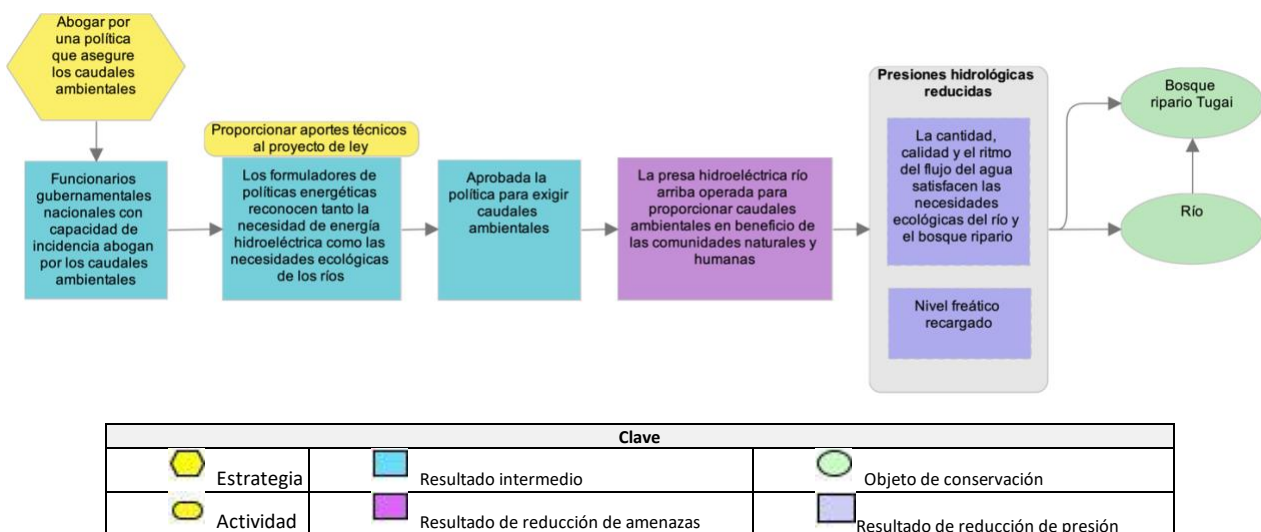 Abogar por
una política
que asegure
los caudales
ambientales
Funcionarios
gubernamentales
nacionales con
capacidad de
incidencia abogan
por los caudales
ambientales
Proporcionar aportes técnicos
al proyecto de ley
Los formuladores de
políticas energéticas
reconocen tanto la
necesidad de energía
hidroeléctrica como las
necesidades ecológicas
de los ríos
Aprobada la
política para exigir
caudales
ambientales
La presa hidroeléctrica río
arriba operada para
proporcionar caudales
ambientales en beneficio de
las comunidades naturales y
humanas
Presiones hidrológicas
reducidas
La cantidad,
calidad y el ritmo
del flujo del agua
satisfacen las
necesidades
ecológicas del río y
el bosque ripario
Nivel freático
recargado
Bosque
ripario Tugai
Río
Clave
Estrategia
Resultado intermedio
Objeto de conservación
Actividad
Resultado de reducción de amenazas
Resultado de reducción de presión